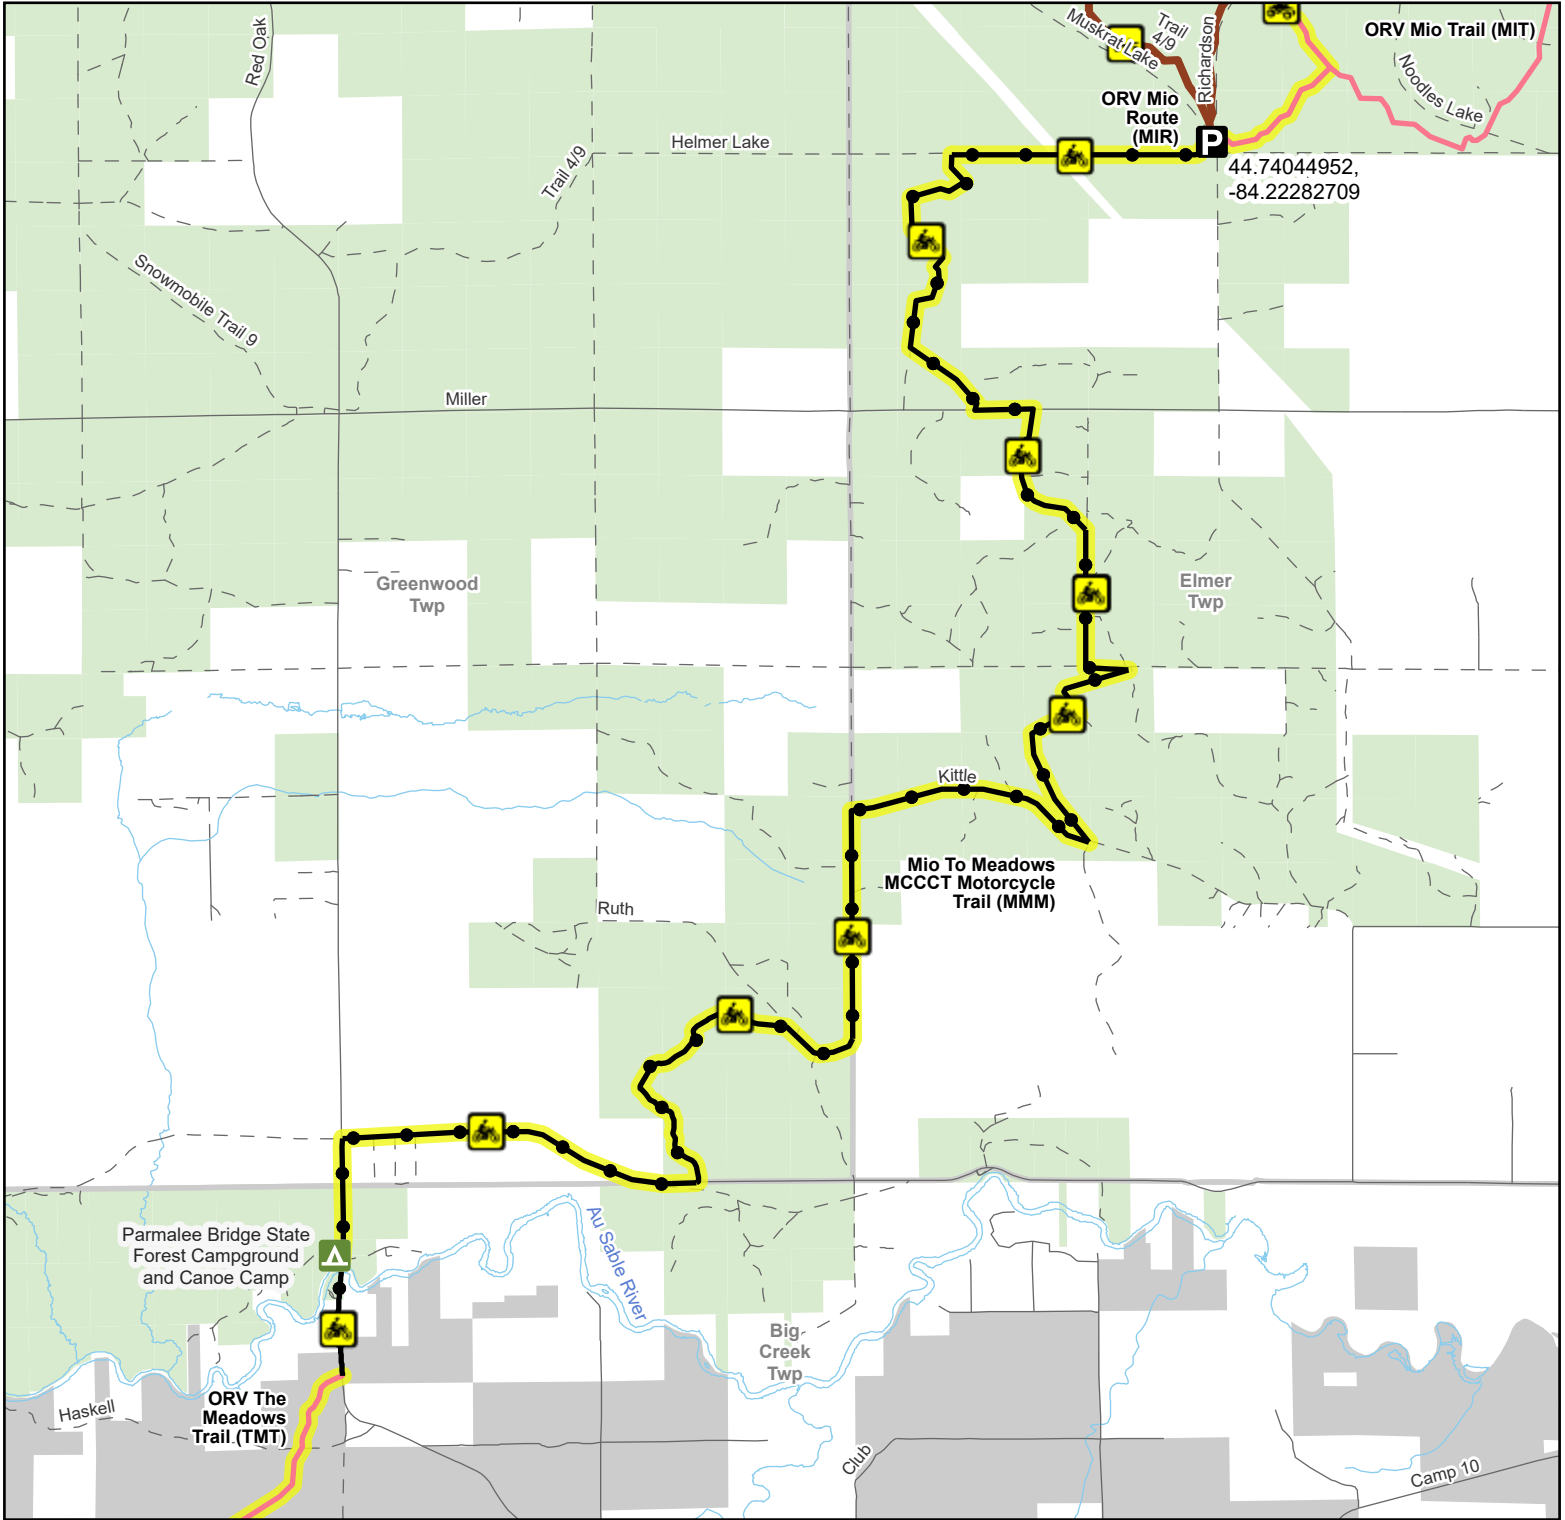 Red Oak
Muskrat Lake
Trail
4/9
Richardson
ORV Mio Trail (MIT)
Noodles Lake
ORV Mio
Route
(MIR)
P
Helmer Lake
Trail 4/9
44.74044952,
-84.22282709
Snowmobile Trail 9
Miller
Greenwood
Twp
Elmer
Twp
Kittle
Mio To Meadows
MCCCT Motorcycle
Trail (MMM)
Ruth
Parmalee Bridge State
Forest Campground
and Canoe Camp
Au Sable River
Big
Creek
Twp
ORV The
Meadows
Trail (TMT)
Haskell
Club
Camp 10